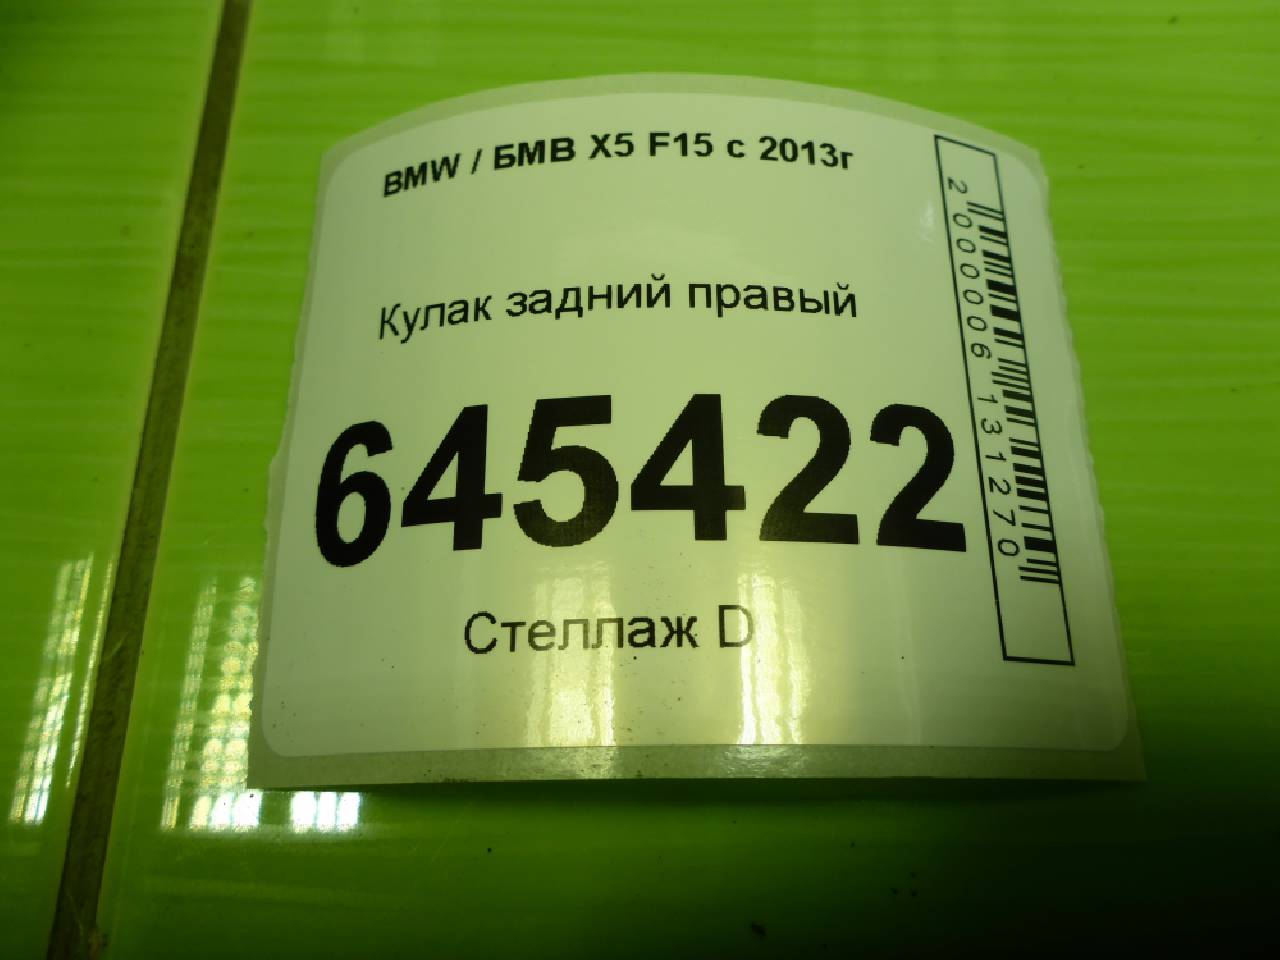 BMW / БМВ X5 F15 с 2013г
Кулак задний правый
645422
Стеллаж D
2000006131270